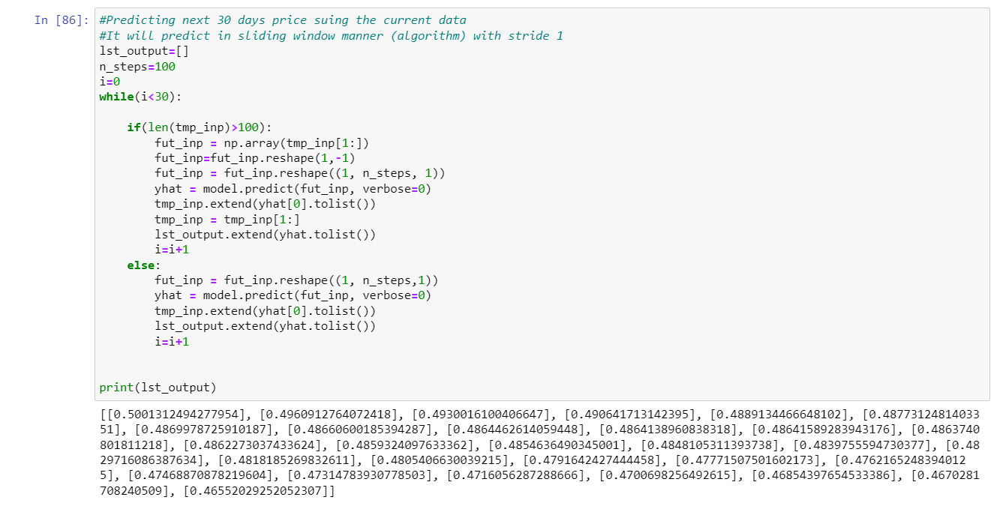 In [86]: #Predicting next 30 days price suing the current data
#It will predict in sliding window manner (algorithm) with stride 1
lst_output=[]
n_steps=100
i=0
while(i<30):
    if(len(tmp_inp)>100):
        fut_inp = np.array(tmp_inp[1:])
        fut_inp=fut_inp.reshape(1,-1)
        fut_inp = fut_inp.reshape((1, n_steps, 1))
        yhat = model.predict(fut_inp, verbose=0)
        tmp_inp.extend(yhat[0].tolist())
        tmp_inp = tmp_inp[1:]
        lst_output.extend(yhat.tolist())
        i=i+1
    else:
        fut_inp = fut_inp.reshape((1, n_steps,1))
        yhat = model.predict(fut_inp, verbose=0)
        tmp_inp.extend(yhat[0].tolist())
        lst_output.extend(yhat.tolist())
        i=i+1
print(lst_output)
[[0.5001312494277954], [0.4960912764072418], [0.4930016100406647], [0.490641713142395], [0.4889134466648102], [0.4877312481403
351], [0.4869978725910187], [0.48660600185394287], [0.4864462614059448], [0.4864138960838318], [0.48641589283943176], [0.4863740
801811218], [0.4862273037433624], [0.4859324097633362], [0.4854636490345001], [0.4848105311393738], [0.4839755594730377], [0.48
29716086387634], [0.4818185269832611], [0.4805406630039215], [0.4791642427444458], [0.47771507501602173], [0.4762165248394012
5], [0.47468870878219604], [0.47314783930778503], [0.4716056287288666], [0.4700698256492615], [0.46854397654533386], [0.4670281
708240509], [0.46552029252052307]]